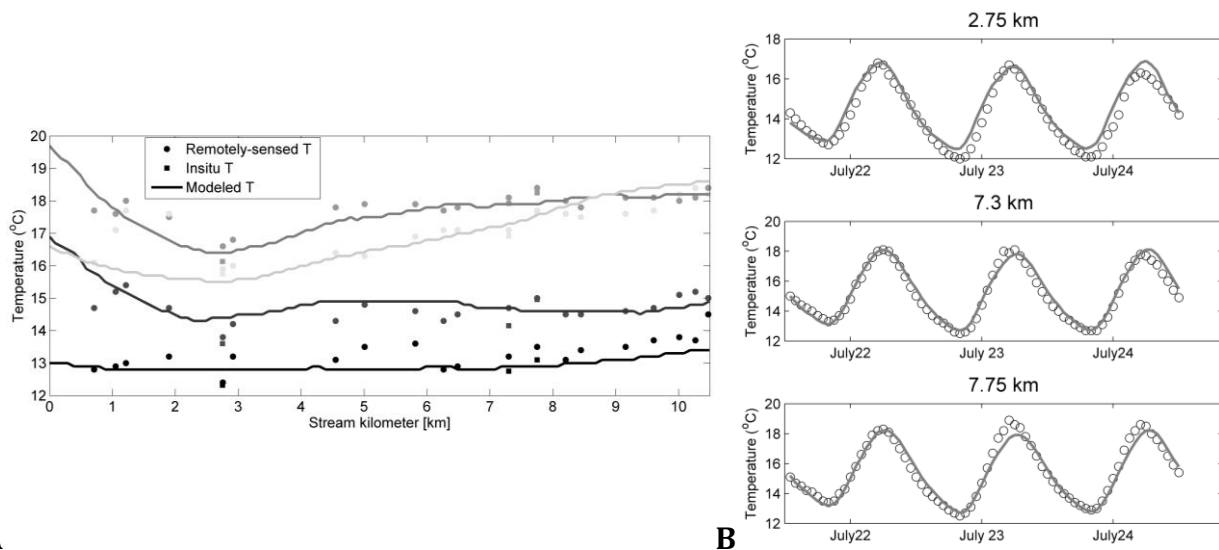 2.75 km
18
16
14
12
Temperature (°C)
July22
July 23
July 24
20
19
18
17
16
15
14
13
12
Temperature (°C)
Remotely-sensed T
Insitu T
Modeled T
0 1 2 3 4 5 6 7 8 9 10
Stream kilometer [km]
7.3 km
20
18
16
14
12
Temperature (°C)
July22
July 23
July24
7.75 km
20
18
16
14
12
Temperature (°C)
July22
July 23
July24
B